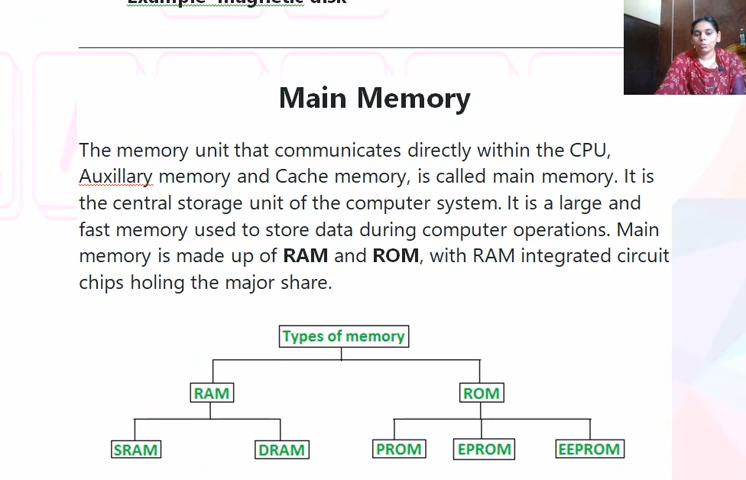 Example- magnetic disk
Main Memory
The memory unit that communicates directly within the CPU,
Auxillary memory and Cache memory, is called main memory. It is
the central storage unit of the computer system. It is a large and
fast memory used to store data during computer operations. Main
memory is made up of RAM and ROM, with RAM integrated circuit
chips holing the major share.
Types of memory
RAM ROM
SRAM DRAM PROM EPROM EEPROM